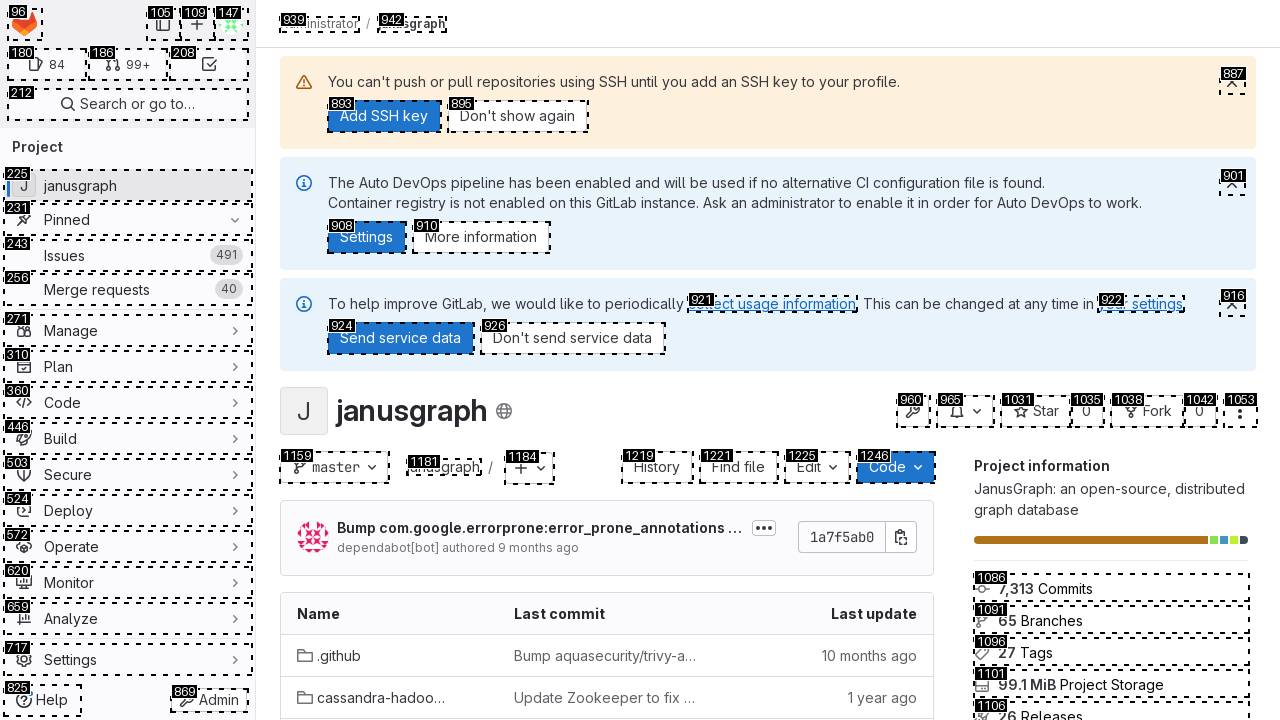 96
105
109
147
180
84
186
99+
208
212
Search or go to…
Project
225
J
janusgraph
231
Pinned
243
Issues
491
256
Merge requests
40
271
Manage
310
Plan
360
Code
446
Build
503
Secure
524
Deploy
572
Operate
620
Monitor
659
Analyze
717
Settings
825
Help
869
Admin
939
942
/
janusgraph
887
You can't push or pull repositories using SSH until you add an SSH key to your profile.
893
Add SSH key
895
Don't show again
901
The Auto DevOps pipeline has been enabled and will be used if no alternative CI configuration file is found.
Container registry is not enabled on this GitLab instance. Ask an administrator to enable it in order for Auto DevOps to work.
908
Settings
910
More information
916
921
922
To help improve GitLab, we would like to periodically collect usage information. This can be changed at any time in your settings.
924
Send service data
926
Don't send service data
J
janusgraph
960
965
1031
Star
1035
0
1038
Fork
1042
0
1053
1159
master
1181
janusgraph /
1184
1219
History
1221
Find file
1225
Edit
1246
Code
Bump com.google.errorprone:error_prone_annotations …
dependabot[bot] authored 9 months ago
1a7f5ab0
Name
Last commit
Last update
.github
Bump aquasecurity/trivy-a…
10 months ago
cassandra-hadoo…
Update Zookeeper to fix …
1 year ago
Project information
JanusGraph: an open-source, distributed
graph database
1086
7,313 Commits
1091
65 Branches
1096
27 Tags
1101
99.1 MiB Project Storage
1106
26 Releases